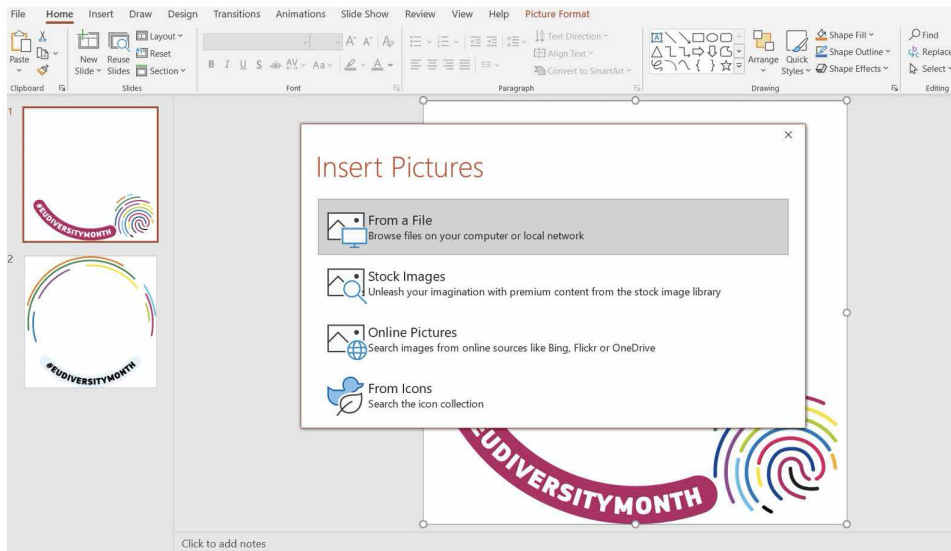 File Home Insert Draw Design Transitions Animations Slide Show Review View Help Picture Format
Paste
New Slide
Reuse Slides
Layout
Reset
Section
B I U S ab AV Aa A A
Text Direction
Align Text
Convert to SmartArt
Arrange
Quick Styles
Shape Fill
Shape Outline
Shape Effects
Find
Replace
Select
Clipboard Slides Font Paragraph Drawing Editing
1
#EUDIVERSITYMONTH
2
#EUDIVERSITYMONTH
Insert Pictures
From a File
Browse files on your computer or local network
Stock Images
Unleash your imagination with premium content from the stock image library
Online Pictures
Search images from online sources like Bing, Flickr or OneDrive
From Icons
Search the icon collection
EUDIVERSITYMONTH
Click to add notes